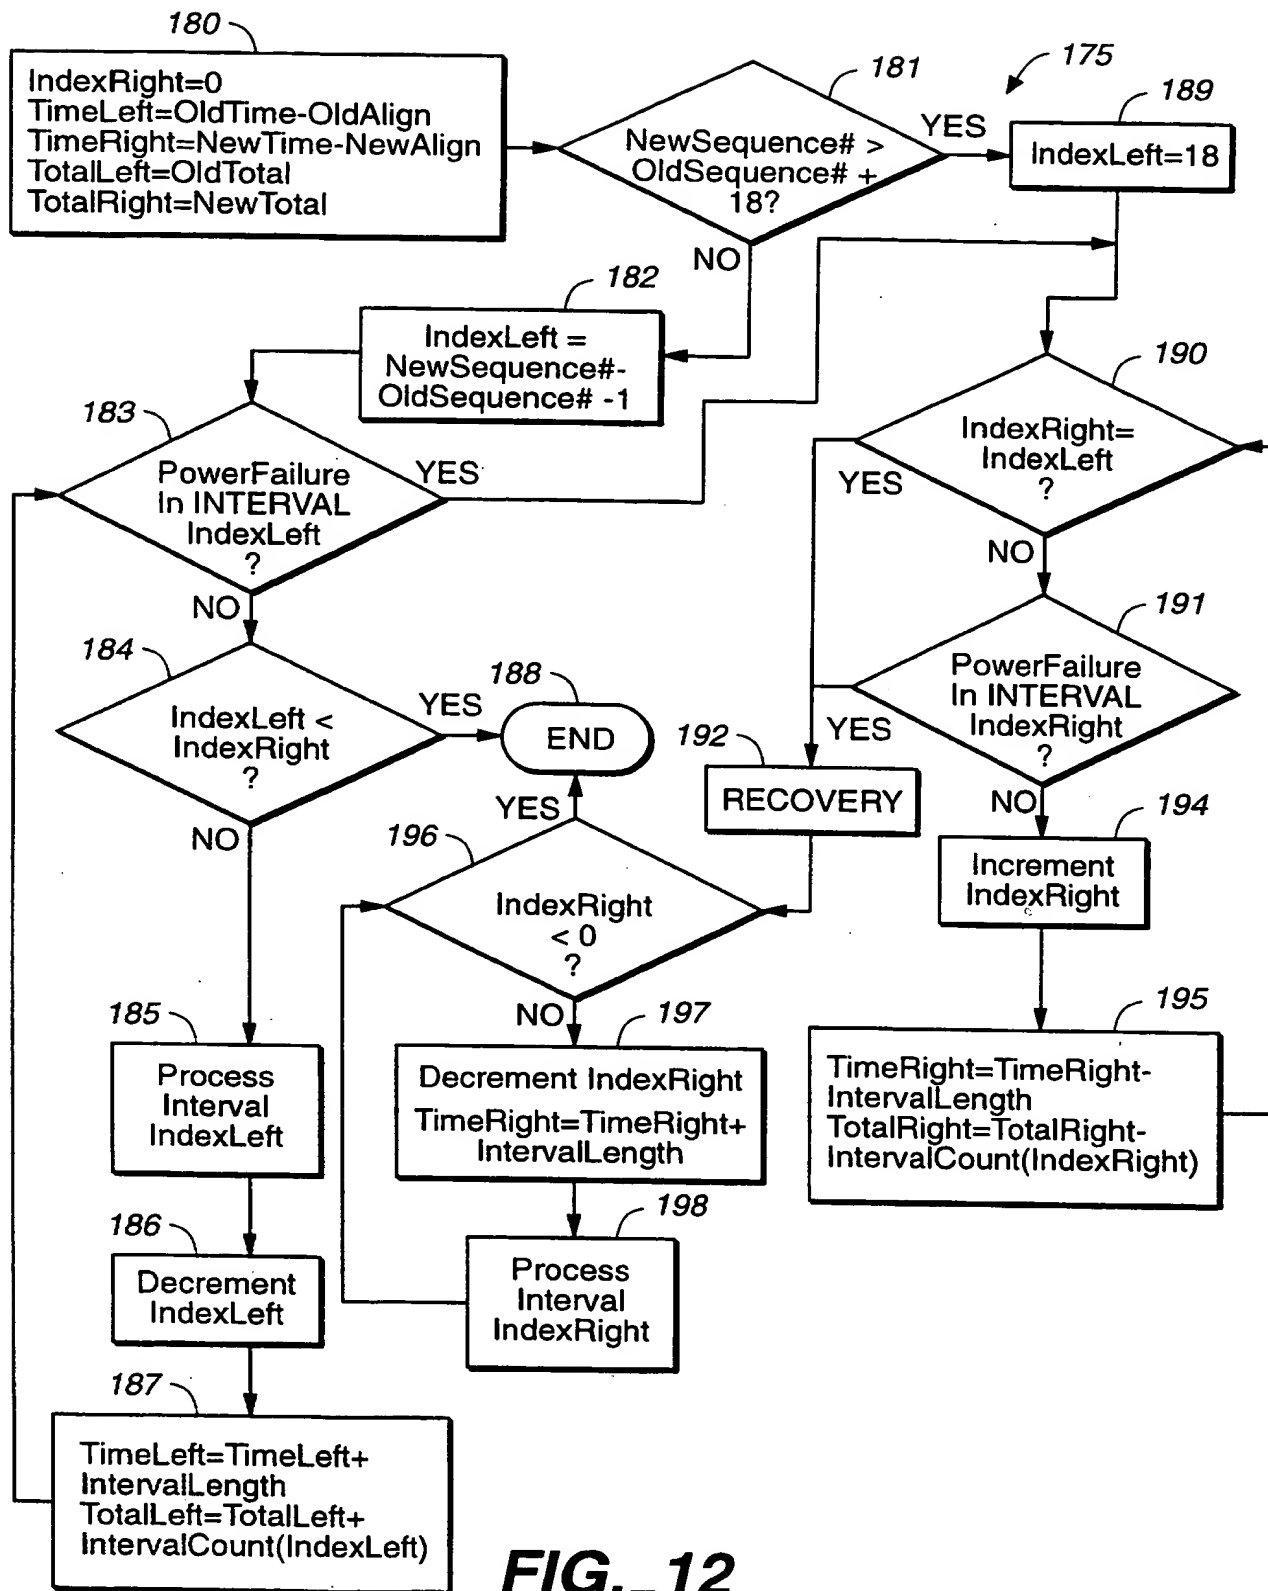 180
IndexRight=0
TimeLeft=OldTime-OldAlign
TimeRight=NewTime-NewAlign
TotalLeft=OldTotal
TotalRight=NewTotal
181
NewSequence# >
OldSequence# +
18?
YES
NO
175
189
IndexLeft=18
182
IndexLeft =
NewSequence#-
OldSequence# -1
183
PowerFailure
In INTERVAL
IndexLeft
?
YES
NO
190
IndexRight=
IndexLeft
?
YES
NO
184
IndexLeft <
IndexRight
?
YES
NO
188
END
191
PowerFailure
In INTERVAL
IndexRight
?
YES
NO
192
RECOVERY
194
Increment
IndexRight
196
YES
IndexRight
< 0
?
NO
185
Process
Interval
IndexLeft
197
Decrement IndexRight
TimeRight=TimeRight+
IntervalLength
195
TimeRight=TimeRight-
IntervalLength
TotalRight=TotalRight-
IntervalCount(IndexRight)
186
Decrement
IndexLeft
198
Process
Interval
IndexRight
187
TimeLeft=TimeLeft+
IntervalLength
TotalLeft=TotalLeft+
IntervalCount(IndexLeft)
FIG._12